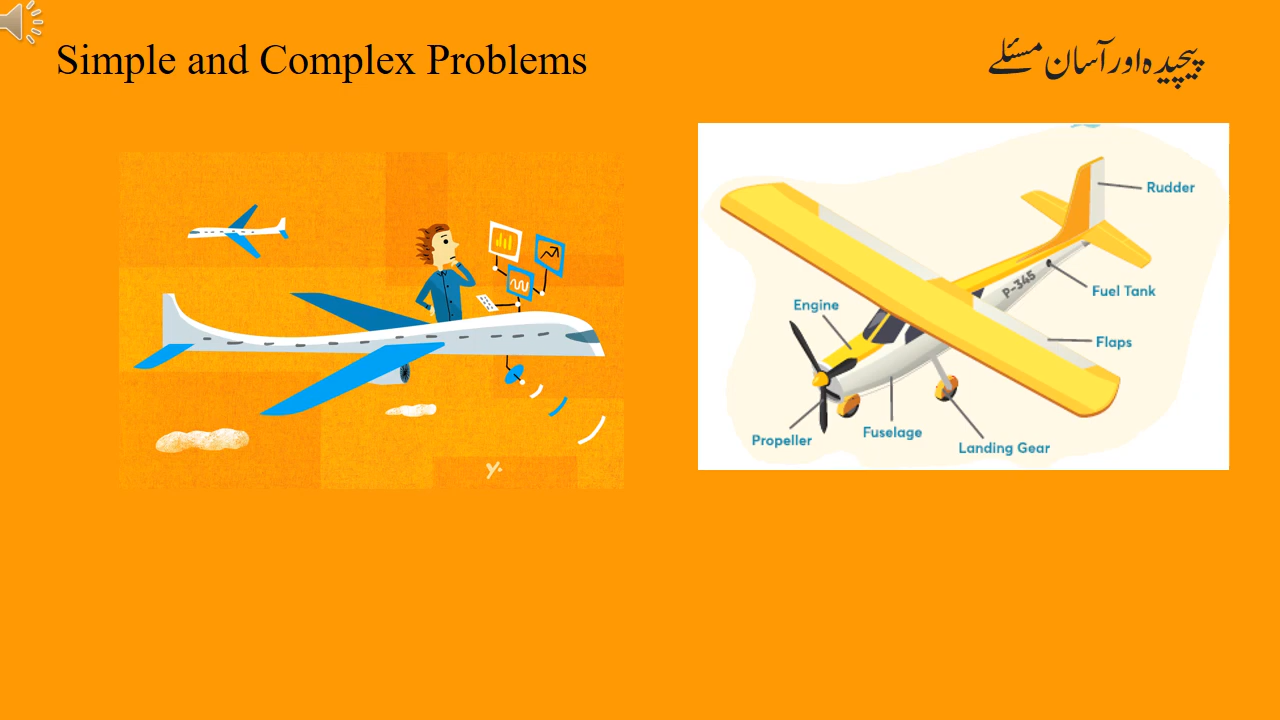 Simple and Complex Problems
پیچیدہ اور آسان مسئلے
Rudder
Fuel Tank
P-345
Engine
Flaps
Propeller
Fuselage
Landing Gear